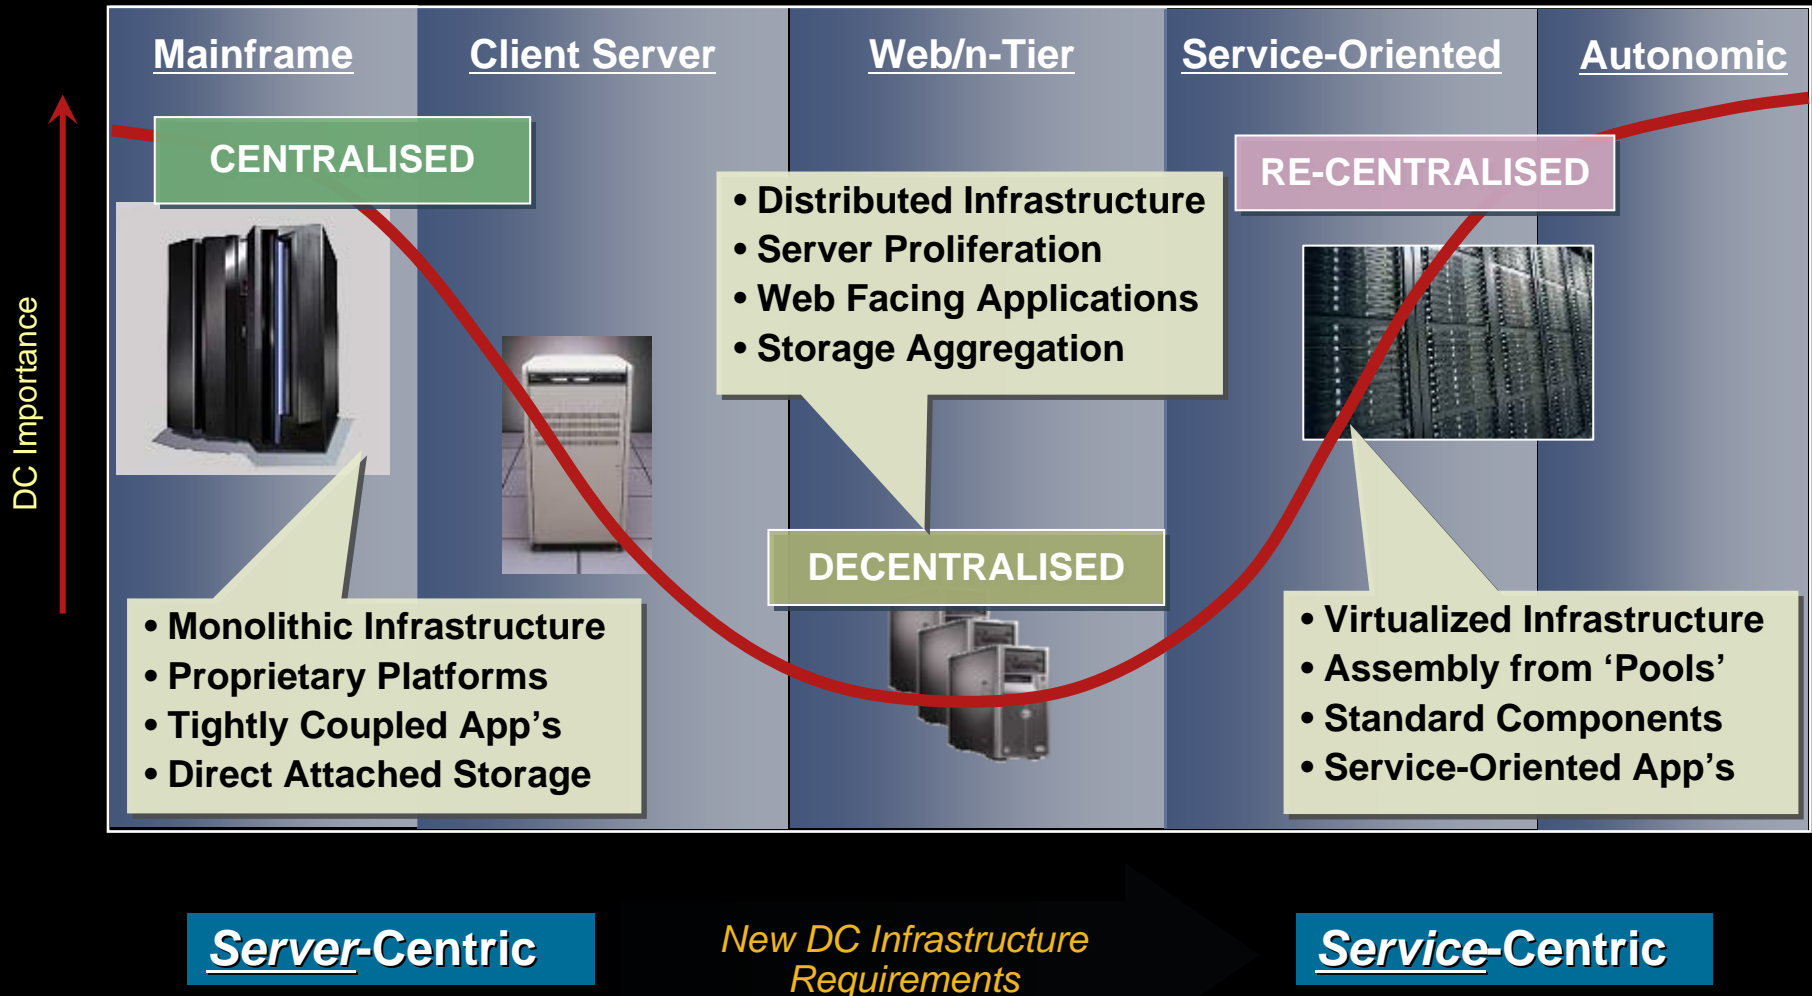 Mainframe
Client Server
Web/n-Tier
Service-Oriented
Autonomic
DC Importance
CENTRALISED
RE-CENTRALISED
• Distributed Infrastructure
• Server Proliferation
• Web Facing Applications
• Storage Aggregation
DECENTRALISED
• Monolithic Infrastructure
• Proprietary Platforms
• Tightly Coupled App’s
• Direct Attached Storage
• Virtualized Infrastructure
• Assembly from ‘Pools’
• Standard Components
• Service-Oriented App’s
Server-Centric
New DC Infrastructure
Requirements
Service-Centric